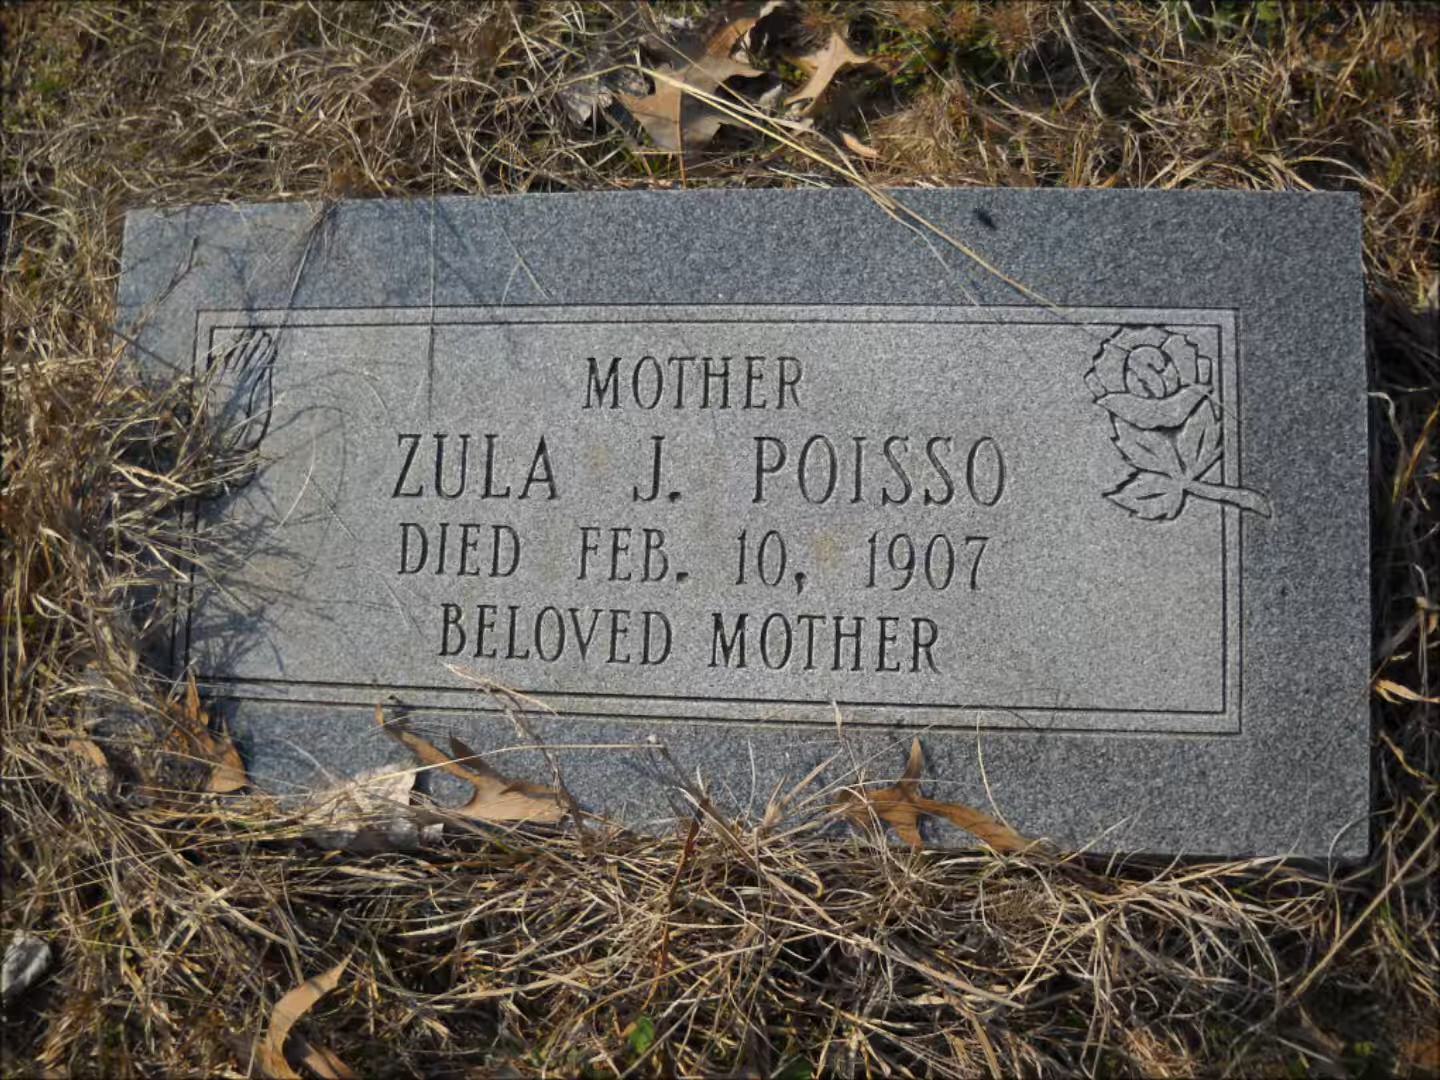 MOTHER
ZULA J. POISSO
DIED FEB. 10, 1907
BELOVED MOTHER